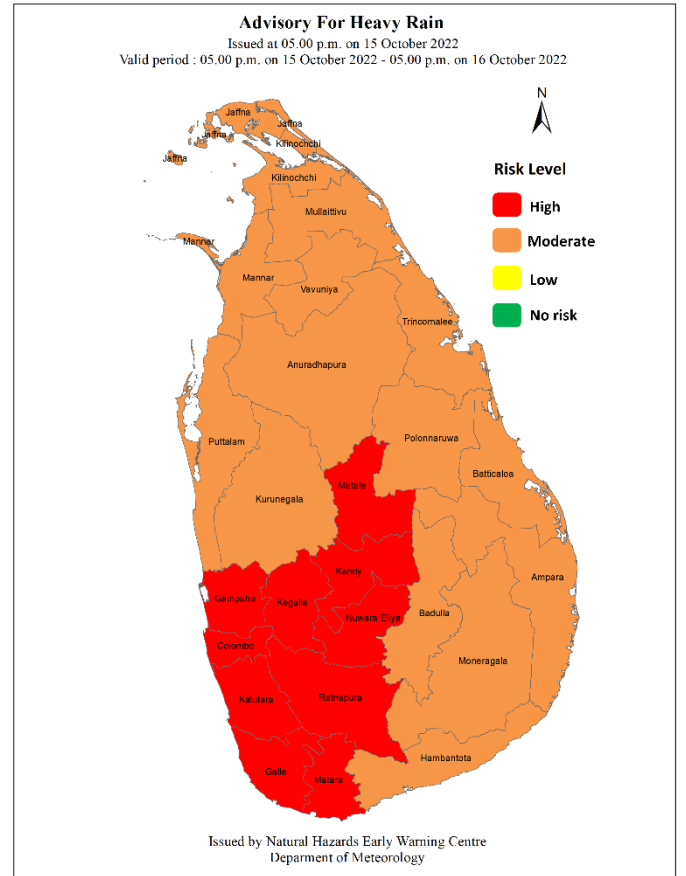 Advisory For Heavy Rain
Issued at 05.00 p.m. on 15 October 2022
Valid period : 05.00 p.m. on 15 October 2022 - 05.00 p.m. on 16 October 2022
N
Risk Level
High
Moderate
Low
No risk
Jaffna
Jaffna
Jaffna
Jaffna
Kilinochchi
Kilinochchi
Mullaittivu
Mannar
Mannar
Vavuniya
Trincomalee
Anuradhapura
Puttalam
Polonnaruwa
Batticaloa
Kurunegala
Matale
Kandy
Ampara
Gampaha
Kegalle
Badulla
Nuwara Eliya
Colombo
Moneragala
Kalutara
Ratnapura
Hambantota
Galle
Matara
Issued by Natural Hazards Early Warning Centre
Deparment of Meteorology